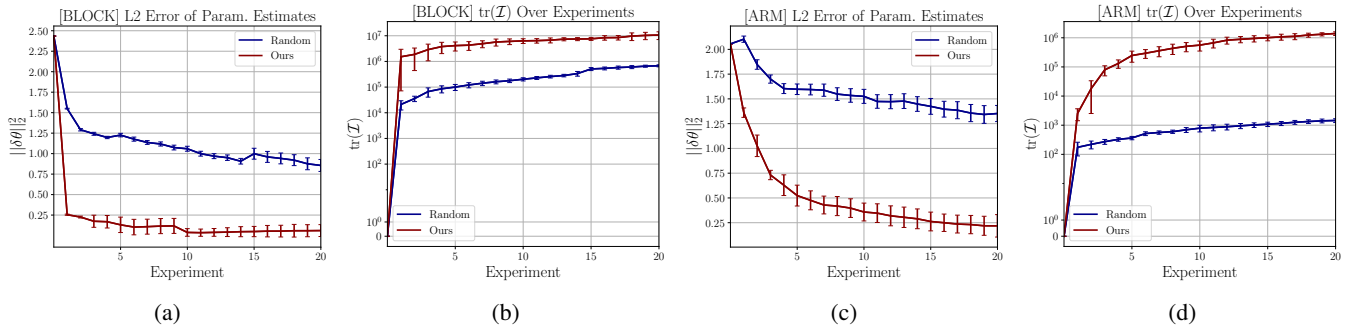 [BLOCK] L2 Error of Param. Estimates
2.50
2.25
2.00
1.75
1.50
1.25
1.00
0.75
0.50
0.25
||δθ||₂²
Random
Ours
5
10
15
20
Experiment
(a)
[BLOCK] tr(ℐ) Over Experiments
10⁷
10⁶
10⁵
10⁴
10³
10²
10⁰
0
tr(ℐ)
Random
Ours
5
10
15
20
Experiment
(b)
[ARM] L2 Error of Param. Estimates
2.00
1.75
1.50
1.25
1.00
0.75
0.50
0.25
||δθ||₂²
Random
Ours
5
10
15
20
Experiment
(c)
[ARM] tr(ℐ) Over Experiments
10⁶
10⁵
10⁴
10³
10²
10⁰
0
tr(ℐ)
Random
Ours
5
10
15
20
Experiment
(d)